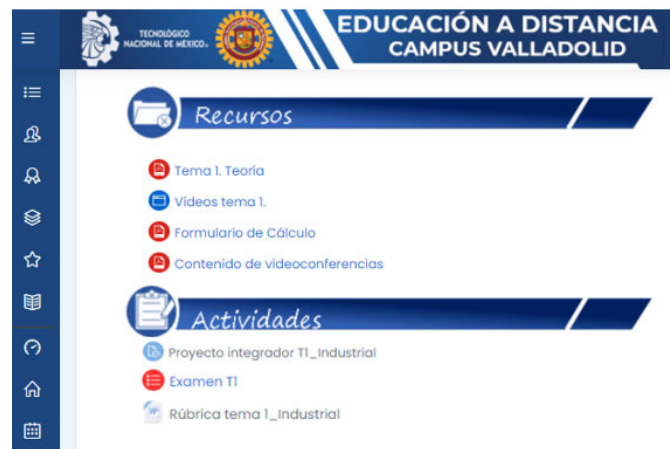 TECNOLÓGICO
NACIONAL DE MÉXICO®
EDUCACIÓN A DISTANCIA
CAMPUS VALLADOLID
Recursos
Tema 1. Teoría
Videos tema 1.
Formulario de Cálculo
Contenido de videoconferencias
Actividades
Proyecto integrador T1_Industrial
Examen T1
Rúbrica tema 1_Industrial